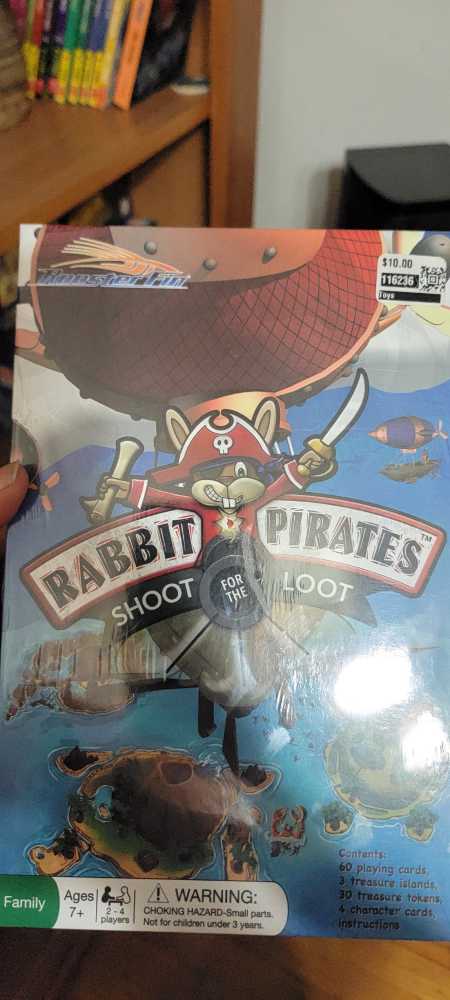 Rooster Fin
$10.00
116236
Toys
RABBIT PIRATES™
SHOOT FOR THE LOOT
Contents:
60 playing cards,
3 treasure islands,
30 treasure tokens,
4 character cards,
instructions
Family
Ages
7+
2 - 4
players
WARNING:
CHOKING HAZARD-Small parts.
Not for children under 3 years.